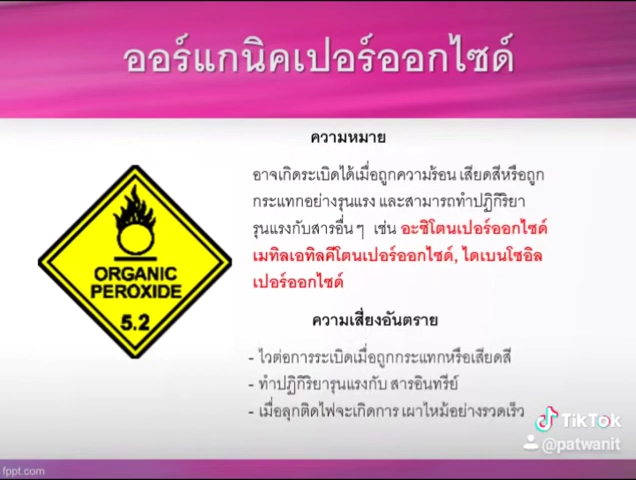 ออร์แกนิคเปอร์ออกไซด์
ความหมาย
อาจเกิดระเบิดได้เมื่อถูกความร้อน เสียดสีหรือถูก
กระแทกอย่างรุนแรง และสามารถทำปฏิกิริยา
รุนแรงกับสารอื่น ๆ เช่น อะซิโตนเปอร์ออกไซด์
เมทิลเอทิลคีโตนเปอร์ออกไซด์, ไดเบนโซอิล
เปอร์ออกไซด์
ORGANIC
PEROXIDE
5.2
ความเสี่ยงอันตราย
- ไวต่อการระเบิดเมื่อถูกกระแทกหรือเสียดสี
- ทำปฏิกิริยารุนแรงกับ สารอินทรีย์
- เมื่อลุกติดไฟจะเกิดการ เผาไหม้อย่างรวดเร็ว
TikTok
@patwanit
fppt.com